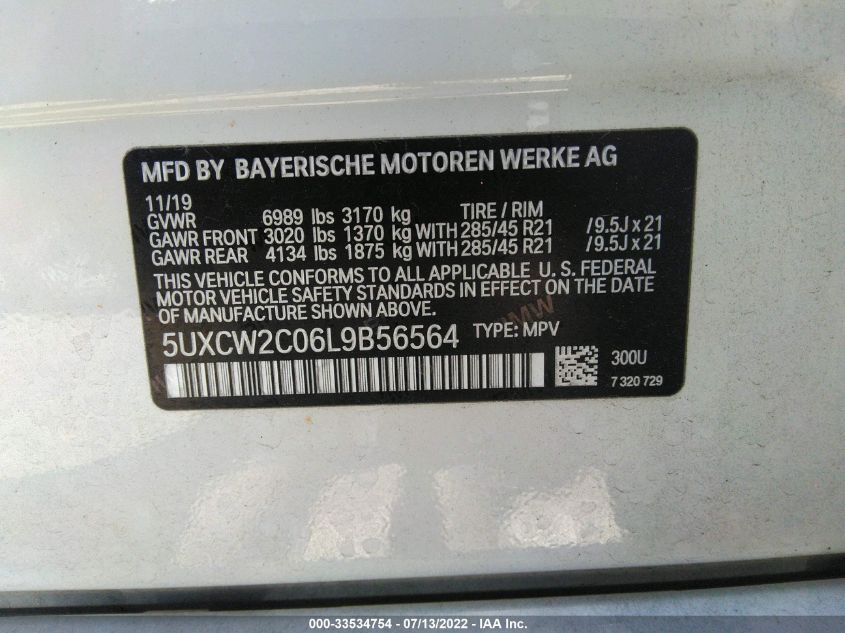 MFD BY BAYERISCHE MOTOREN WERKE AG
11/19
GVWR 6989 lbs 3170 kg TIRE / RIM
GAWR FRONT 3020 lbs 1370 kg WITH 285/45 R21 /9.5J x 21
GAWR REAR 4134 lbs 1875 kg WITH 285/45 R21 /9.5J x 21
THIS VEHICLE CONFORMS TO ALL APPLICABLE U. S. FEDERAL
MOTOR VEHICLE SAFETY STANDARDS IN EFFECT ON THE
DATE OF MANUFACTURE SHOWN ABOVE.
5UXCW2C06L9B56564 TYPE: MPV
300U
7 320 729
000-33534754 - 07/13/2022 - IAA Inc.